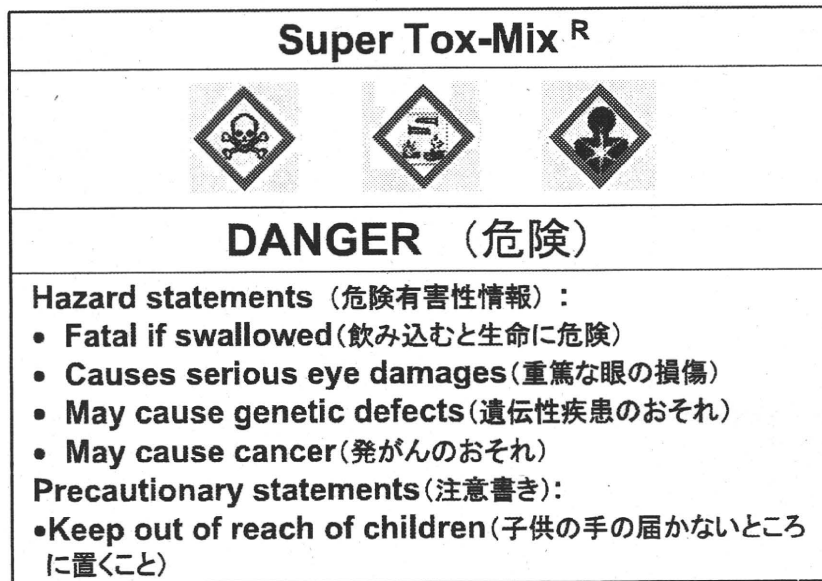 Super Tox-Mix R
DANGER （危険）
Hazard statements （危険有害性情報）：
• Fatal if swallowed（飲み込むと生命に危険）
• Causes serious eye damages（重篤な眼の損傷）
• May cause genetic defects（遺伝性疾患のおそれ）
• May cause cancer（発がんのおそれ）
Precautionary statements（注意書き）：
•Keep out of reach of children（子供の手の届かないところ
に置くこと）